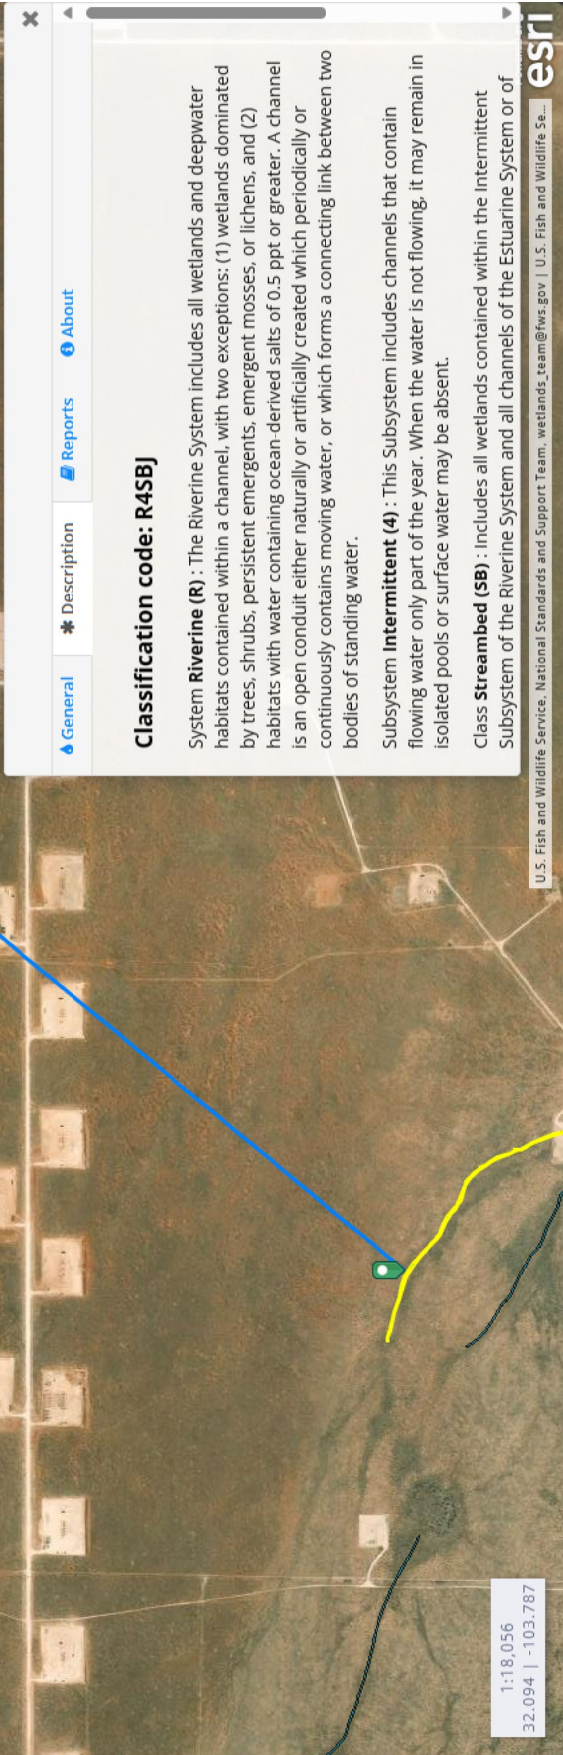 General
Description
Reports
About
Classification code: R4SBJ
System Riverine (R) : The Riverine System includes all wetlands and deepwater
habitats contained within a channel, with two exceptions: (1) wetlands dominated
by trees, shrubs, persistent emergents, emergent mosses, or lichens, and (2)
habitats with water containing ocean-derived salts of 0.5 ppt or greater. A channel
is an open conduit either naturally or artificially created which periodically or
continuously contains moving water, or which forms a connecting link between two
bodies of standing water.
Subsystem Intermittent (4) : This Subsystem includes channels that contain
flowing water only part of the year. When the water is not flowing, it may remain in
isolated pools or surface water may be absent.
Class Streambed (SB) : Includes all wetlands contained within the Intermittent
Subsystem of the Riverine System and all channels of the Estuarine System or of
1:18,056
32.094 | -103.787
U.S. Fish and Wildlife Service, National Standards and Support Team, wetlands_team@fws.gov | U.S. Fish and Wildlife Se...
esri